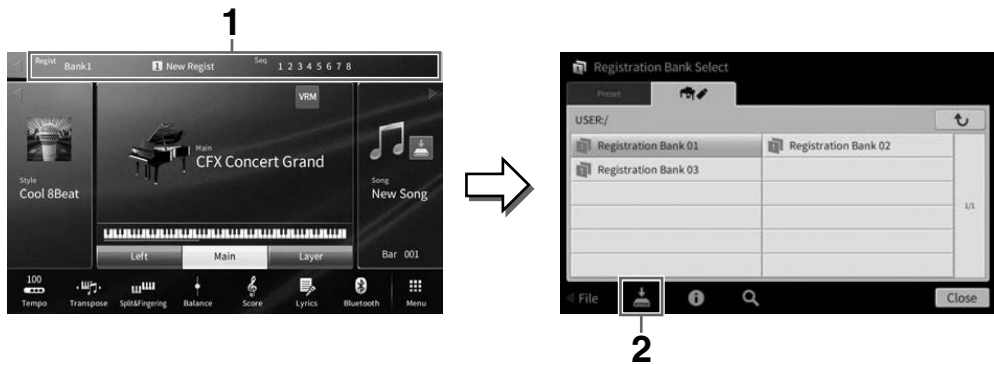 1
Regist Bank1 1 New Regist Seq 1 2 3 4 5 6 7 8
VRM
Style
Cool 8Beat
Main
CFX Concert Grand
Song
New Song
Left Main Layer Bar 001
100
Tempo Transpose Split&Fingering Balance Score Lyrics Bluetooth Menu
Registration Bank Select
Preset
USER:/
Registration Bank 01 Registration Bank 02
Registration Bank 03
1/1
File Close
2